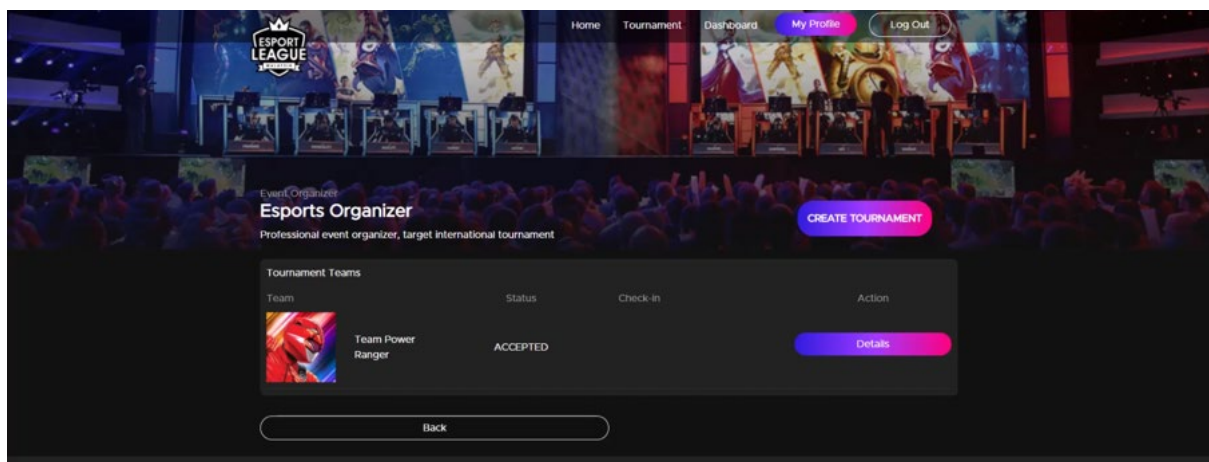 ESPORT
LEAGUE
MALAYSIA
Home Tournament Dashboard My Profile Log Out
Event Organizer
Esports Organizer
Professional event organizer, target international tournament
CREATE TOURNAMENT
Tournament Teams
Team Status Check-in Action
Team Power
Ranger
ACCEPTED
Details
Back